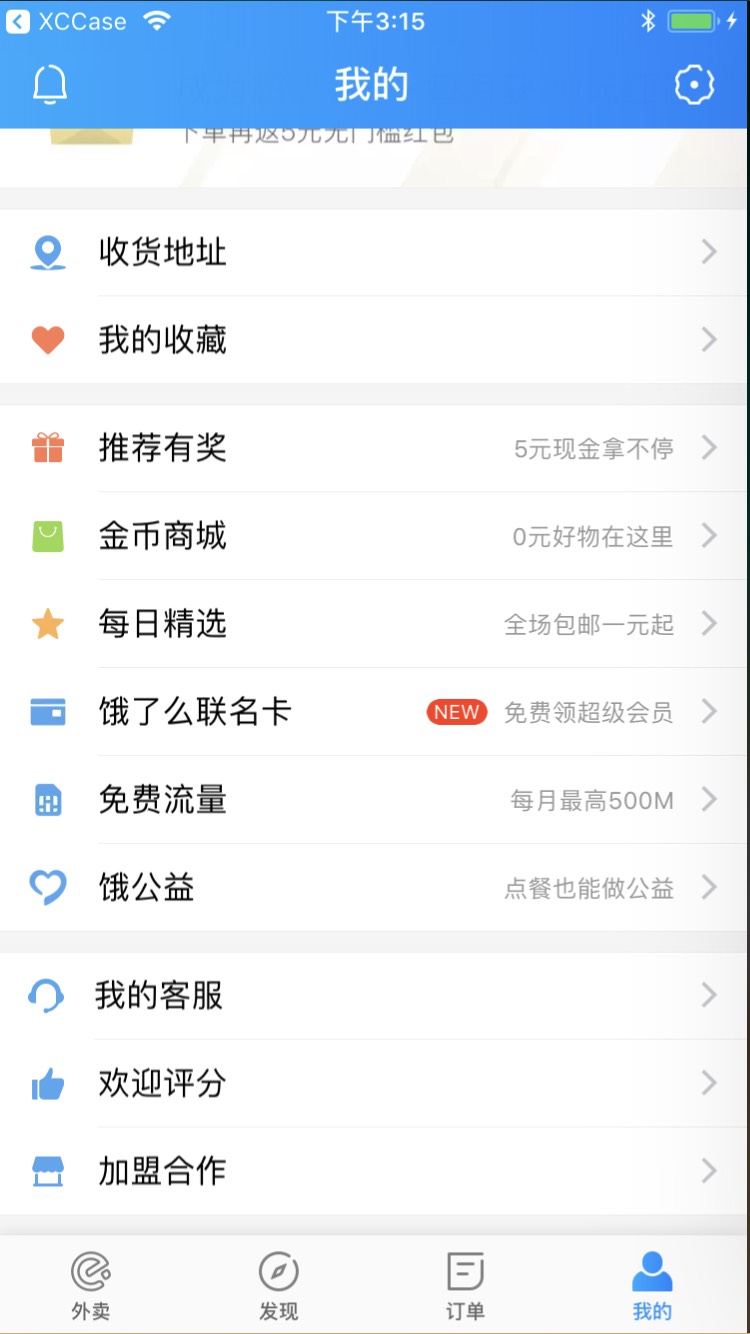 XCCase
下午3:15
我的
下单再返5元无门槛红包
收货地址
我的收藏
推荐有奖 5元现金拿不停
金币商城 0元好物在这里
每日精选 全场包邮一元起
饿了么联名卡 NEW 免费领超级会员
免费流量 每月最高500M
饿公益 点餐也能做公益
我的客服
欢迎评分
加盟合作
外卖 发现 订单 我的